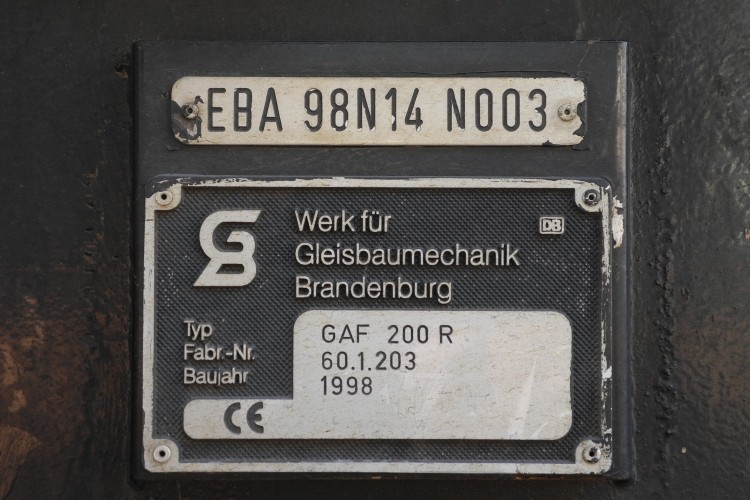 EBA 98N14 N003
GB
Werk für
Gleisbaumechanik
Brandenburg
DB
Typ GAF 200 R
Fabr.-Nr. 60.1.203
Baujahr 1998
CE